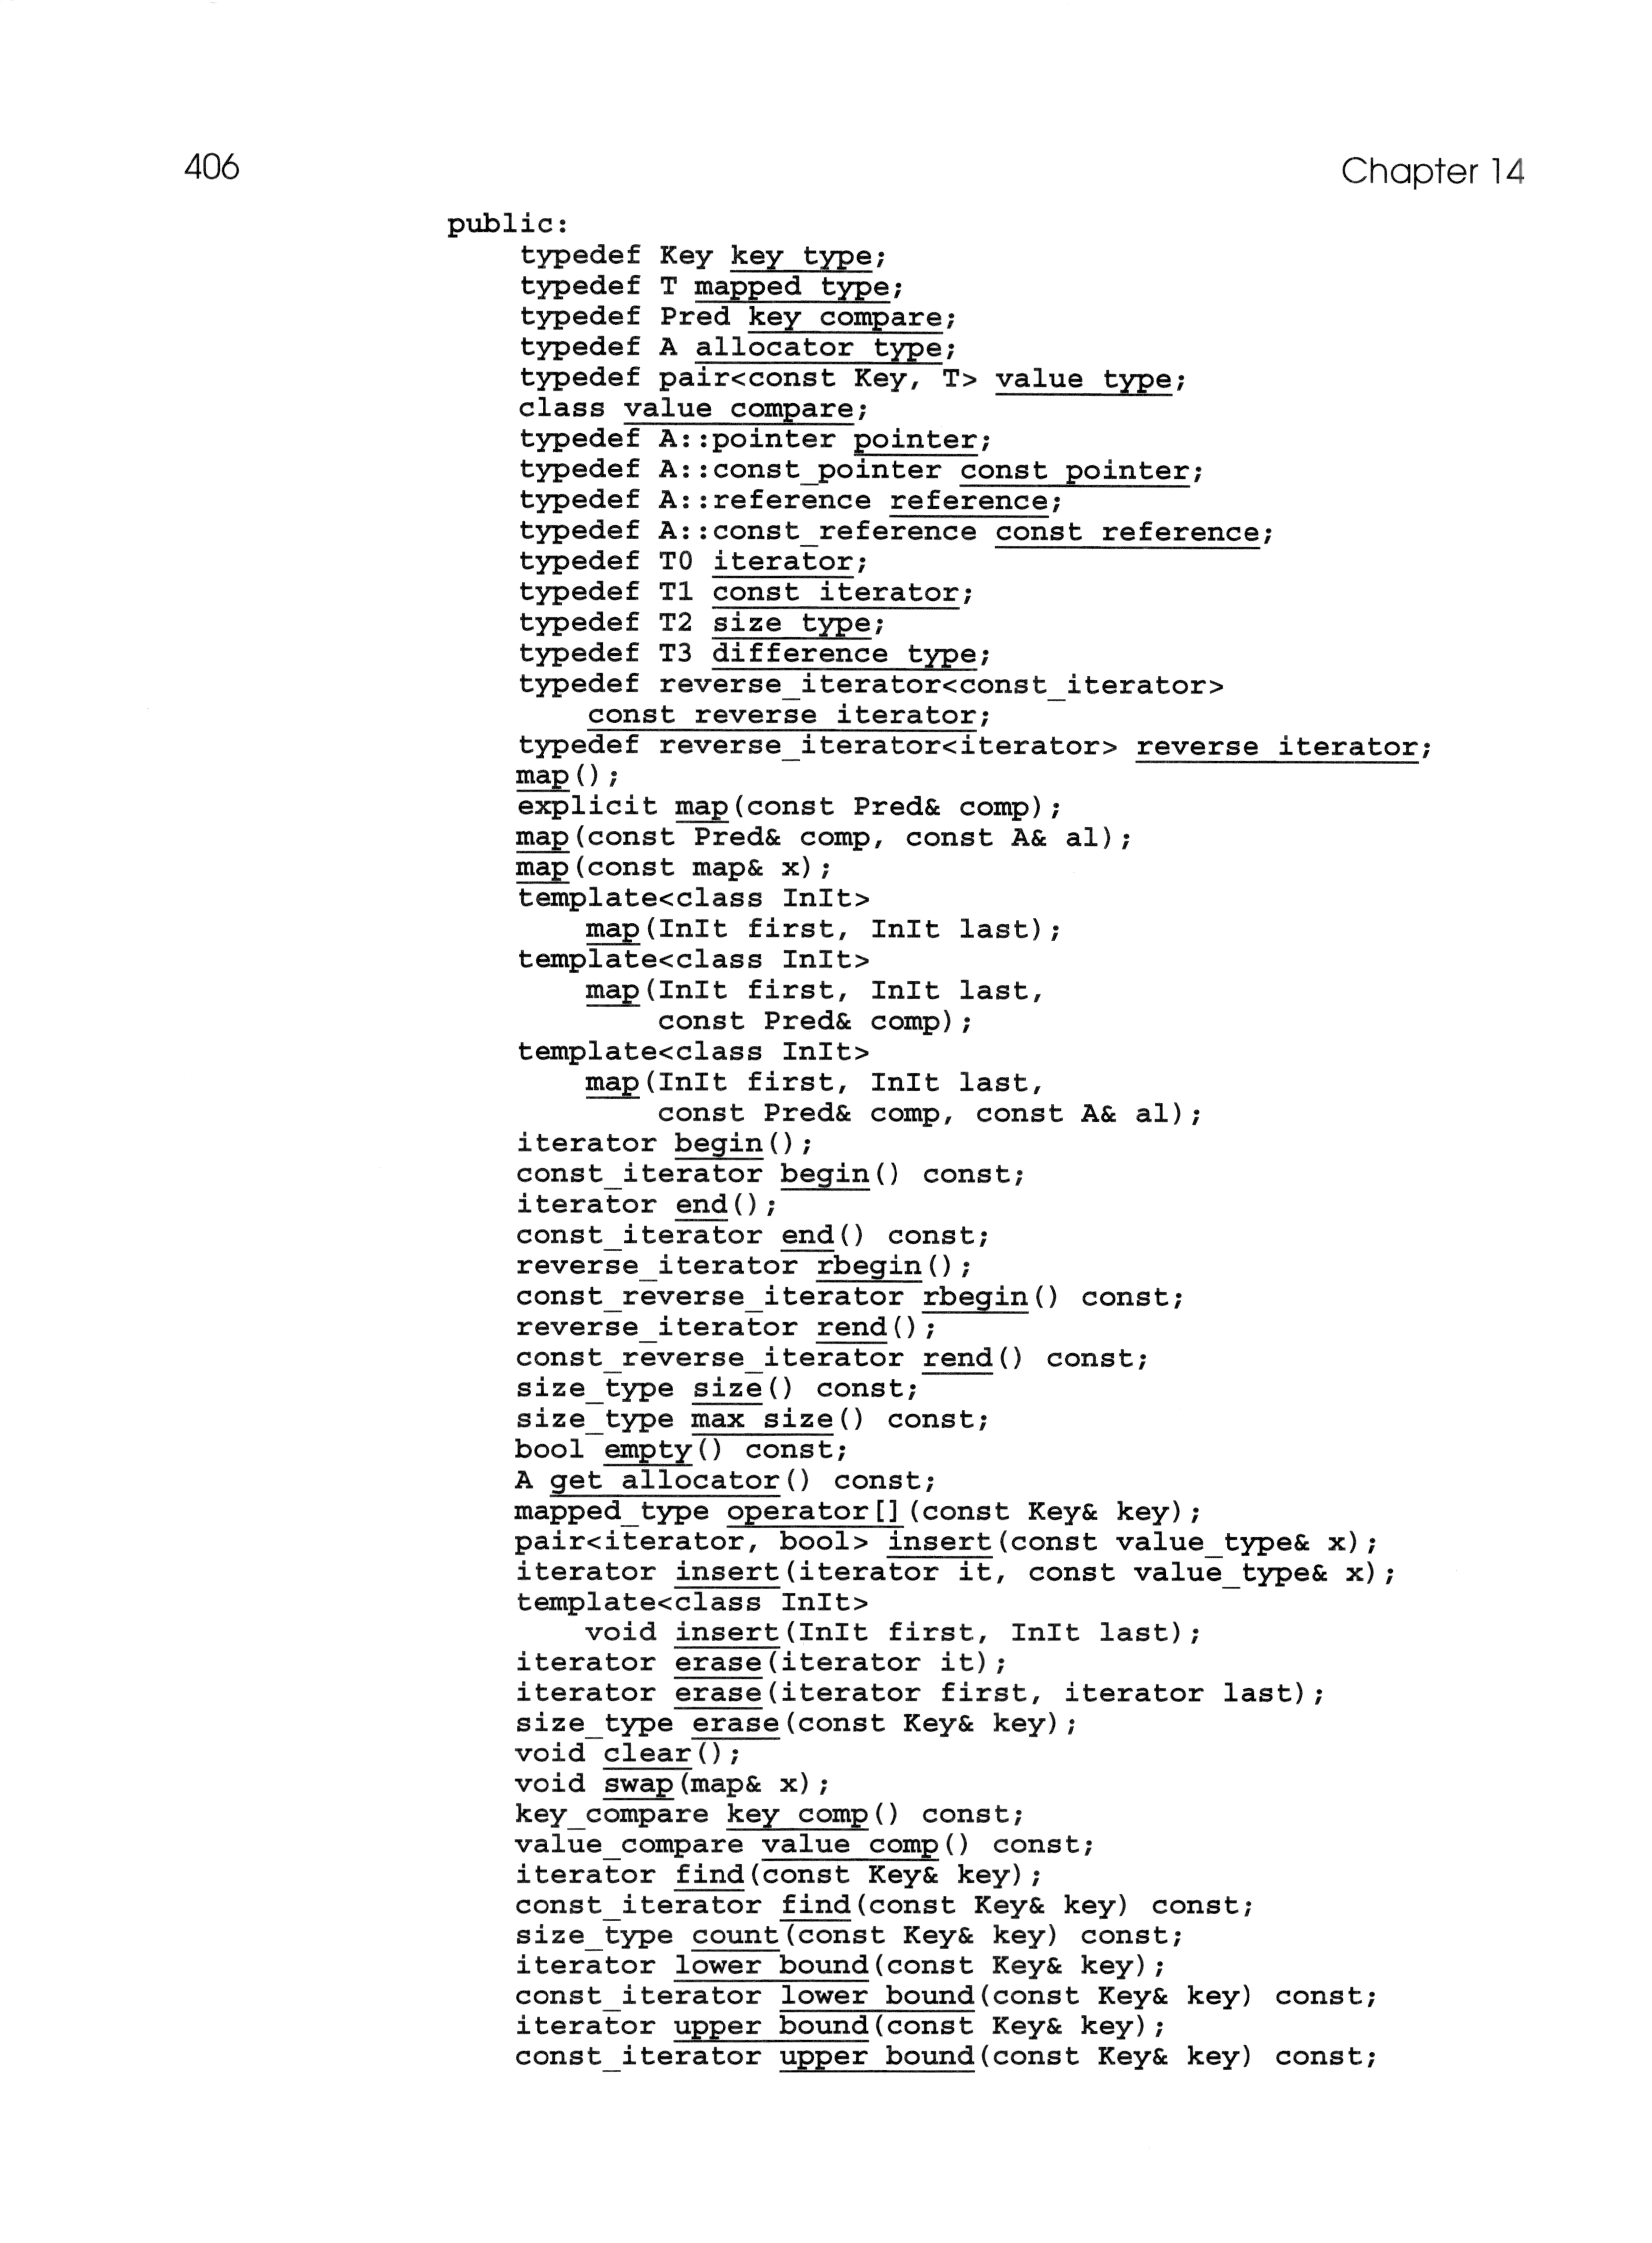 406
Chapter 14
public:
typedef Key key_type;
typedef T mapped_type;
typedef Pred key_compare;
typedef A allocator_type;
typedef pair<const Key, T> value_type;
class value_compare;
typedef A::pointer pointer;
typedef A::const_pointer const_pointer;
typedef A::reference reference;
typedef A::const_reference const_reference;
typedef T0 iterator;
typedef T1 const_iterator;
typedef T2 size_type;
typedef T3 difference_type;
typedef reverse_iterator<const_iterator>
const_reverse_iterator;
typedef reverse_iterator<iterator> reverse_iterator;
map();
explicit map(const Pred& comp);
map(const Pred& comp, const A& al);
map(const map& x);
template<class InIt>
map(InIt first, InIt last);
template<class InIt>
map(InIt first, InIt last,
const Pred& comp);
template<class InIt>
map(InIt first, InIt last,
const Pred& comp, const A& al);
iterator begin();
const_iterator begin() const;
iterator end();
const_iterator end() const;
reverse_iterator rbegin();
const_reverse_iterator rbegin() const;
reverse_iterator rend();
const_reverse_iterator rend() const;
size_type size() const;
size_type max_size() const;
bool empty() const;
A get_allocator() const;
mapped_type operator[](const Key& key);
pair<iterator, bool> insert(const value_type& x);
iterator insert(iterator it, const value_type& x);
template<class InIt>
void insert(InIt first, InIt last);
iterator erase(iterator it);
iterator erase(iterator first, iterator last);
size_type erase(const Key& key);
void clear();
void swap(map& x);
key_compare key_comp() const;
value_compare value_comp() const;
iterator find(const Key& key);
const_iterator find(const Key& key) const;
size_type count(const Key& key) const;
iterator lower_bound(const Key& key);
const_iterator lower_bound(const Key& key) const;
iterator upper_bound(const Key& key);
const_iterator upper_bound(const Key& key) const;